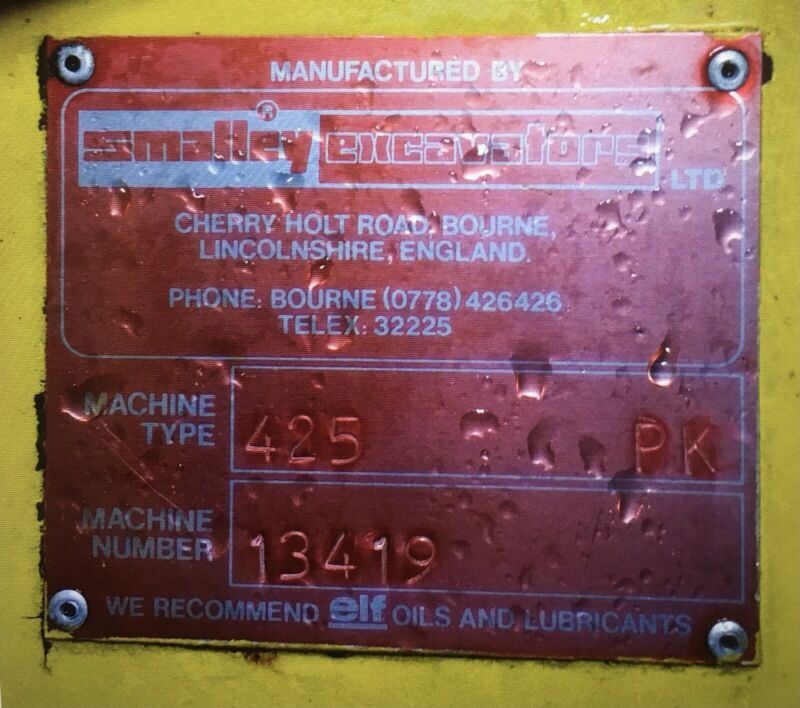 MANUFACTURED BY
smalley® excavators
LTD
CHERRY HOLT ROAD, BOURNE,
LINCOLNSHIRE, ENGLAND.
PHONE: BOURNE (0778) 426426
TELEX: 32225
MACHINE
TYPE 425 PK
MACHINE
NUMBER 13419
WE RECOMMEND elf OILS AND LUBRICANTS